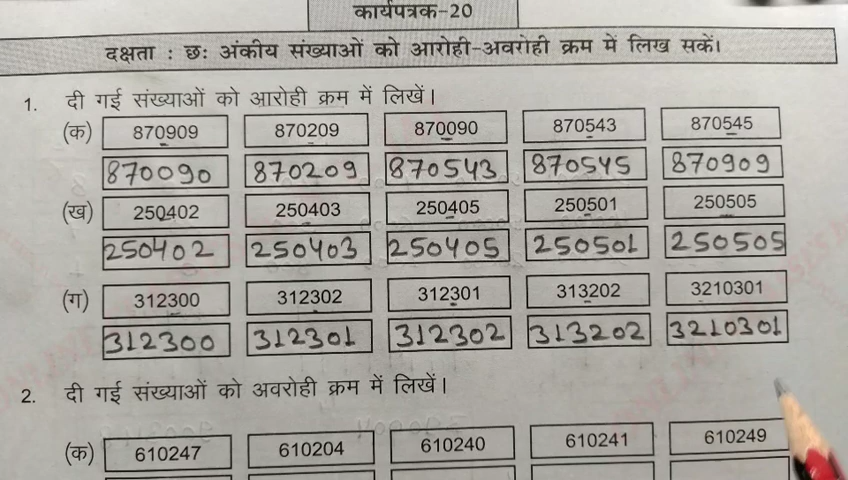 कार्यपत्रक-20
दक्षता : छः अंकीय संख्याओं को आरोही-अवरोही क्रम में लिख सकें।
1. दी गई संख्याओं को आरोही क्रम में लिखें।
(क) 870909 870209 870090 870543 870545
870090 870209 870543 870545 870909
(ख) 250402 250403 250405 250501 250505
250402 250403 250405 250501 250505
(ग) 312300 312302 312301 313202 3210301
312300 312301 312302 313202 3210301
2. दी गई संख्याओं को अवरोही क्रम में लिखें।
(क) 610247 610204 610240 610241 610249